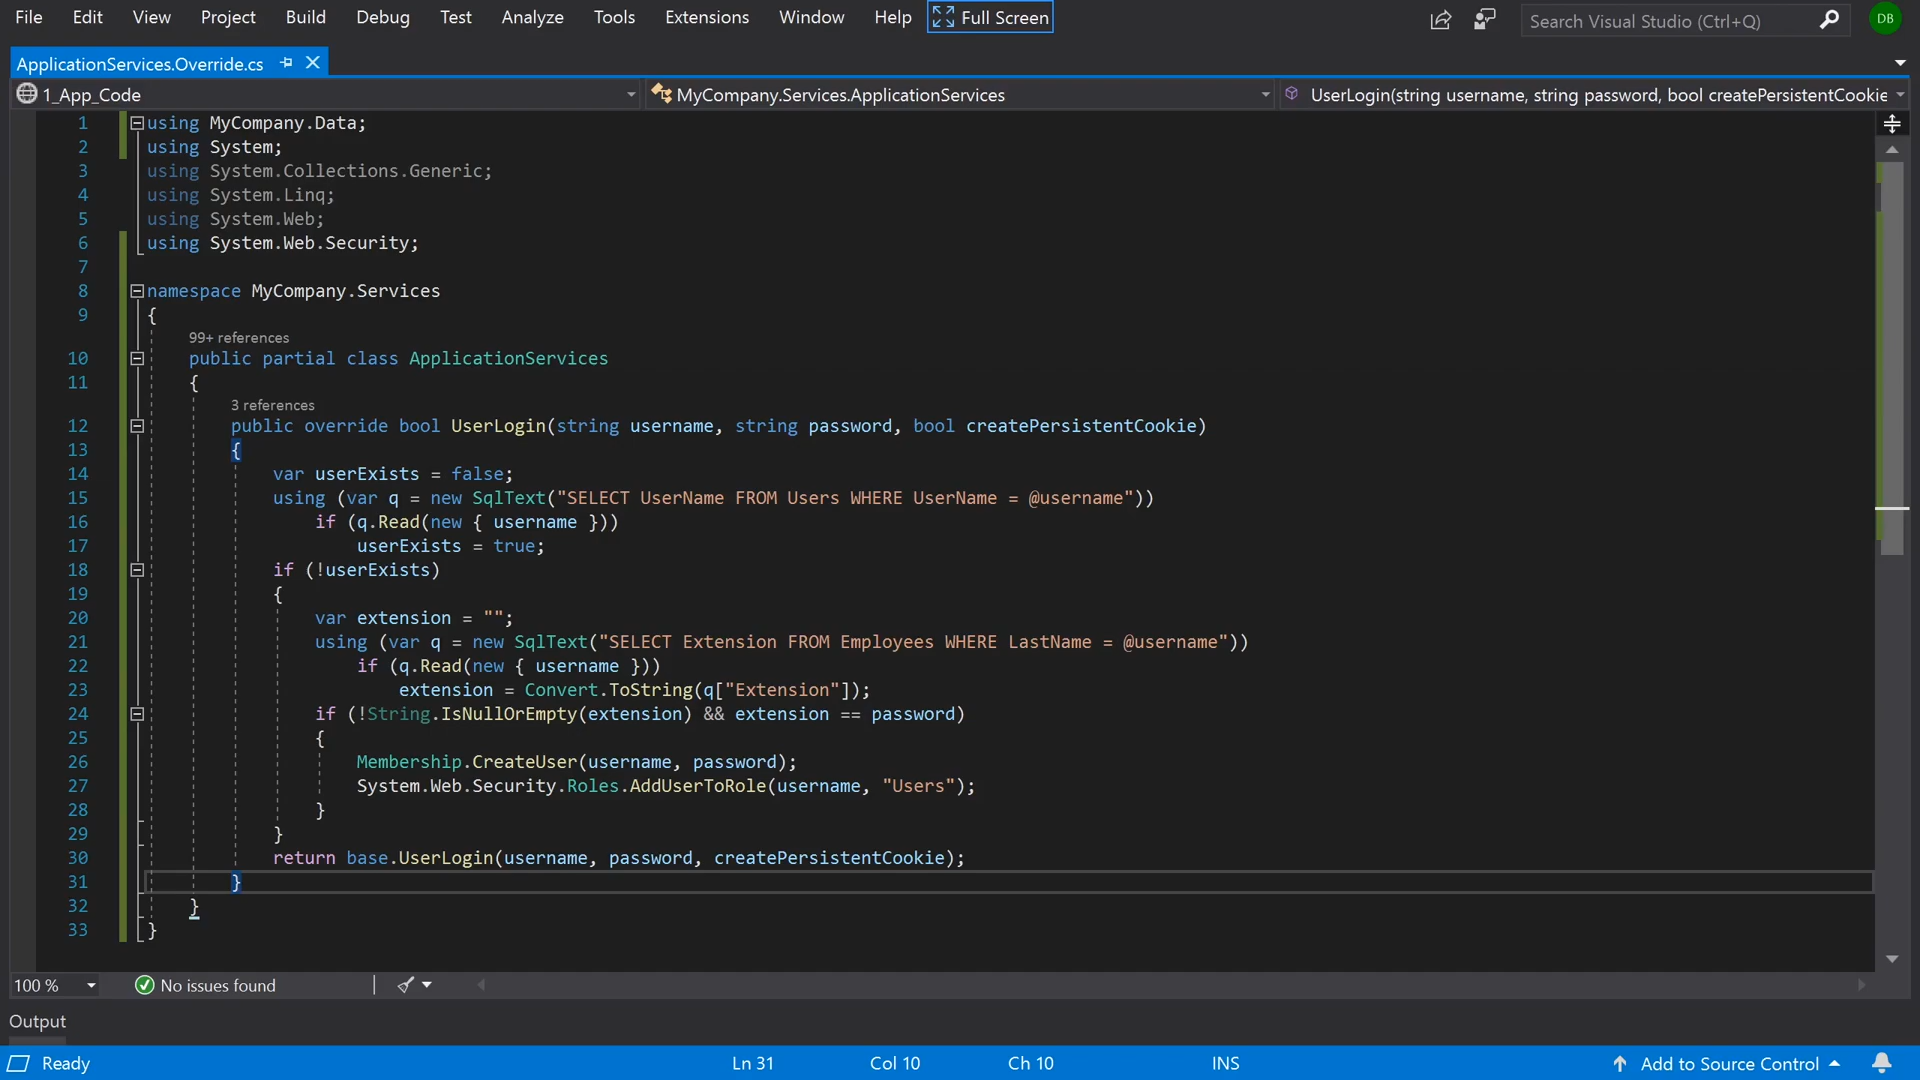 File Edit View Project Build Debug Test Analyze Tools Extensions Window Help Full Screen Search Visual Studio (Ctrl+Q) DB
ApplicationServices.Override.cs
1_App_Code MyCompany.Services.ApplicationServices UserLogin(string username, string password, bool createPersistentCookie
1 using MyCompany.Data;
2 using System;
3 using System.Collections.Generic;
4 using System.Linq;
5 using System.Web;
6 using System.Web.Security;
7
8 namespace MyCompany.Services
9 {
99+ references
10 public partial class ApplicationServices
11 {
3 references
12 public override bool UserLogin(string username, string password, bool createPersistentCookie)
13 {
14 var userExists = false;
15 using (var q = new SqlText("SELECT UserName FROM Users WHERE UserName = @username"))
16 if (q.Read(new { username }))
17 userExists = true;
18 if (!userExists)
19 {
20 var extension = "";
21 using (var q = new SqlText("SELECT Extension FROM Employees WHERE LastName = @username"))
22 if (q.Read(new { username }))
23 extension = Convert.ToString(q["Extension"]);
24 if (!String.IsNullOrEmpty(extension) && extension == password)
25 {
26 Membership.CreateUser(username, password);
27 System.Web.Security.Roles.AddUserToRole(username, "Users");
28 }
29 }
30 return base.UserLogin(username, password, createPersistentCookie);
31 }
32 }
33 }
100 % No issues found
Output
Ready Ln 31 Col 10 Ch 10 INS Add to Source Control